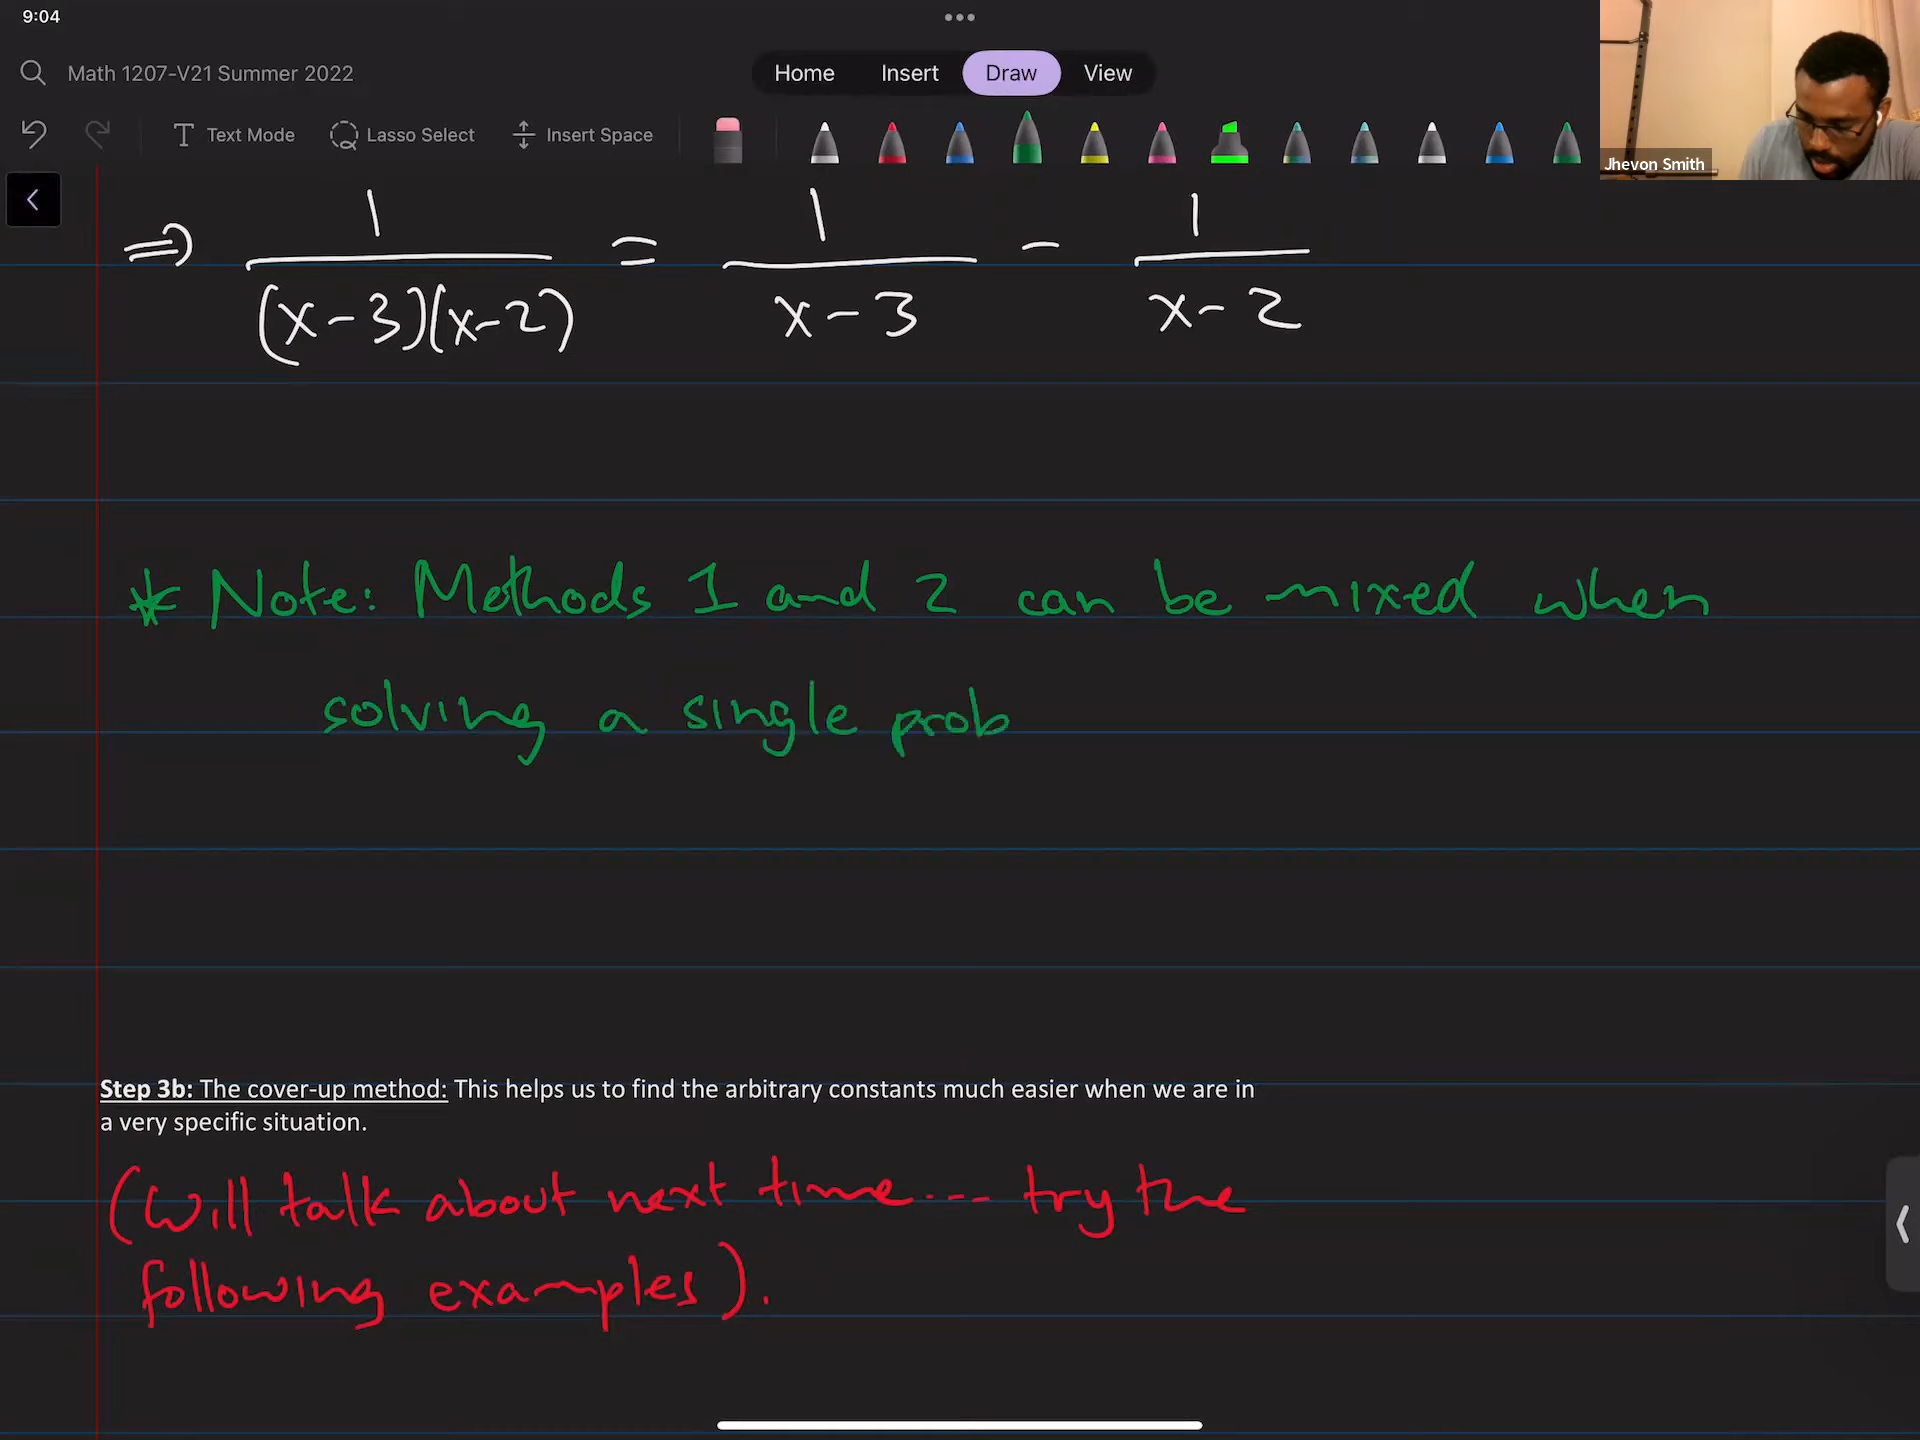 9:04
Math 1207-V21 Summer 2022
Home Insert Draw View
Text Mode Lasso Select Insert Space
Jhevon Smith
⇒ 1/((x-3)(x-2)) = 1/(x-3) - 1/(x-2)
* Note: Methods 1 and 2 can be mixed when
solving a single prob
Step 3b: The cover-up method: This helps us to find the arbitrary constants much easier when we are in
a very specific situation.
(Will talk about next time... try the
following examples).